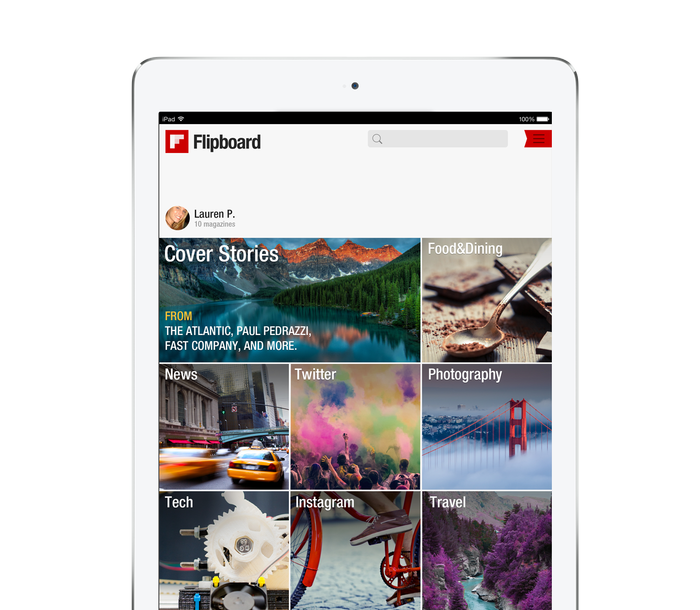 iPad 100%
Flipboard
Lauren P.
10 magazines
Cover Stories
Food&Dining
FROM
THE ATLANTIC, PAUL PEDRAZZI,
FAST COMPANY, AND MORE.
News
Twitter
Photography
Tech
Instagram
Travel